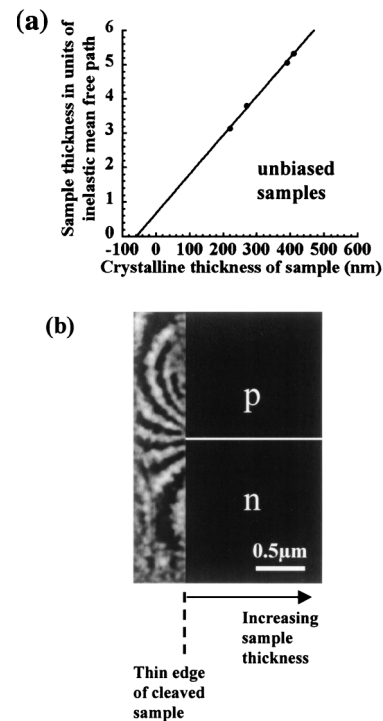 (a)
Sample thickness in units of
inelastic mean free path
6
5
4
3
2
1
0
unbiased
samples
-100 0 100 200 300 400 500 600
Crystalline thickness of sample (nm)
(b)
p
n
0.5μm
Increasing
sample
thickness
Thin edge
of cleaved
sample